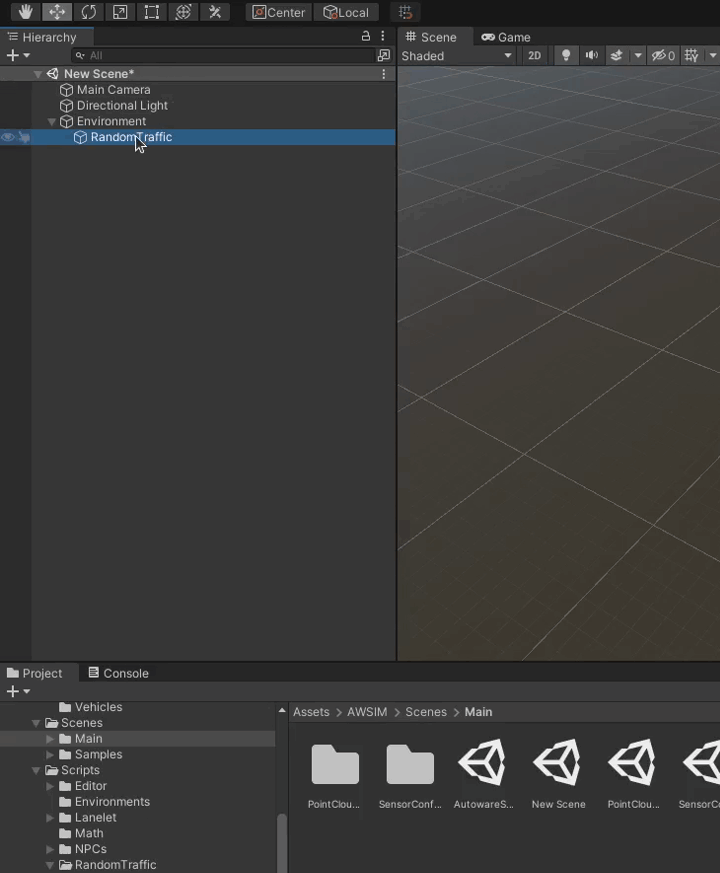 Center Local
Hierarchy
All
New Scene*
Main Camera
Directional Light
Environment
RandomTraffic
Scene Game
Shaded 2D 0
Project Console
Vehicles
Scenes
Main
Samples
Scripts
Editor
Environments
Lanelet
Math
NPCs
RandomTraffic
Assets > AWSIM > Scenes > Main
PointClou... SensorConf... AutowareS... New Scene PointClou... SensorCo